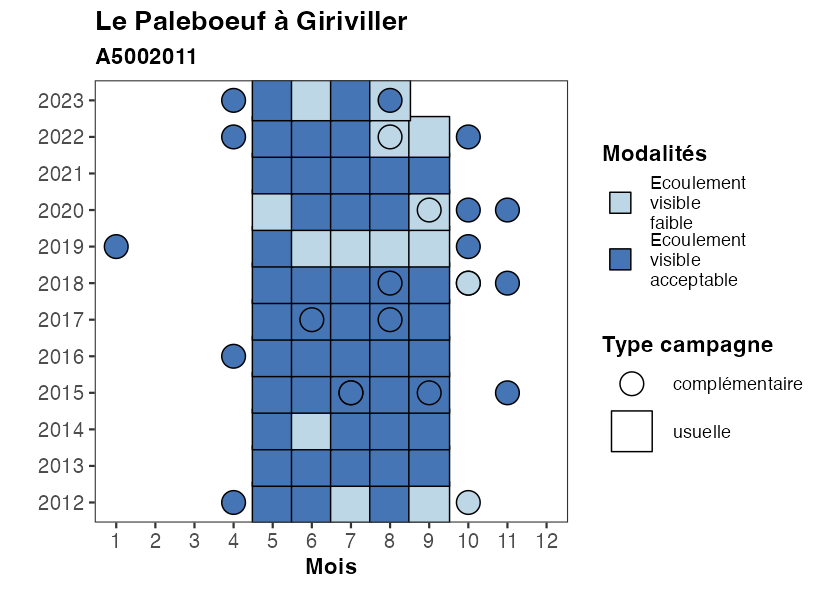 Le Paleboeuf à Giriviller
A5002011
2023
2022
2021
2020
2019
2018
2017
2016
2015
2014
2013
2012
1 2 3 4 5 6 7 8 9 10 11 12
Mois
Modalités
Ecoulement
visible
faible
Ecoulement
visible
acceptable
Type campagne
complémentaire
usuelle